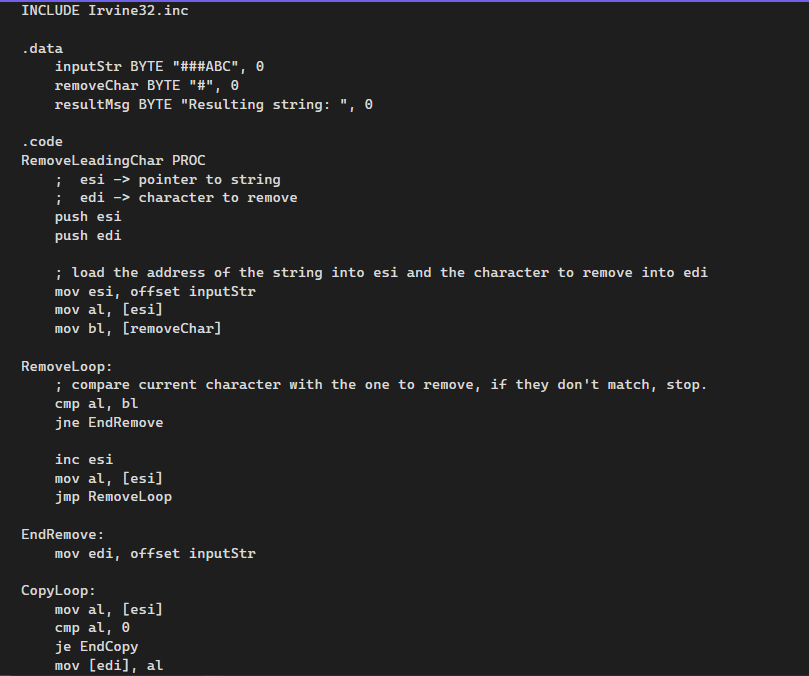 INCLUDE Irvine32.inc
.data
inputStr BYTE "###ABC", 0
removeChar BYTE "#", 0
resultMsg BYTE "Resulting string: ", 0
.code
RemoveLeadingChar PROC
;  esi -> pointer to string
;  edi -> character to remove
push esi
push edi
; load the address of the string into esi and the character to remove into edi
mov esi, offset inputStr
mov al, [esi]
mov bl, [removeChar]
RemoveLoop:
; compare current character with the one to remove, if they don't match, stop.
cmp al, bl
jne EndRemove
inc esi
mov al, [esi]
jmp RemoveLoop
EndRemove:
mov edi, offset inputStr
CopyLoop:
mov al, [esi]
cmp al, 0
je EndCopy
mov [edi], al